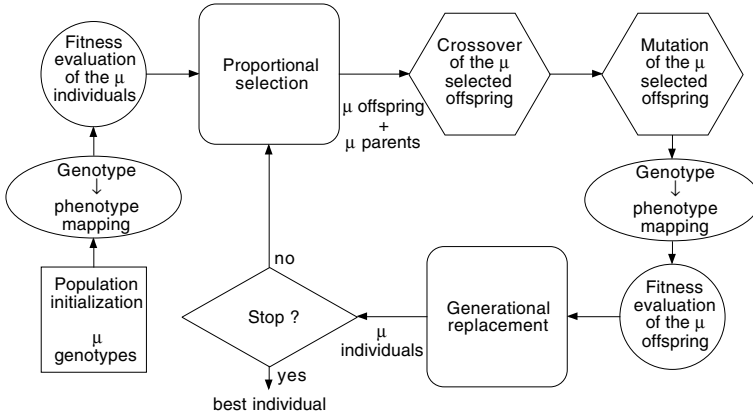 Fitness
evaluation
of the μ
individuals
Proportional
selection
μ offspring
+
μ parents
Crossover
of the μ
selected
offspring
Mutation
of the μ
selected
offspring
Genotype
↓
phenotype
mapping
Genotype
↓
phenotype
mapping
Population
initialization
μ
genotypes
no
Stop ?
yes
best individual
μ
individuals
Generational
replacement
Fitness
evaluation
of the μ
offspring